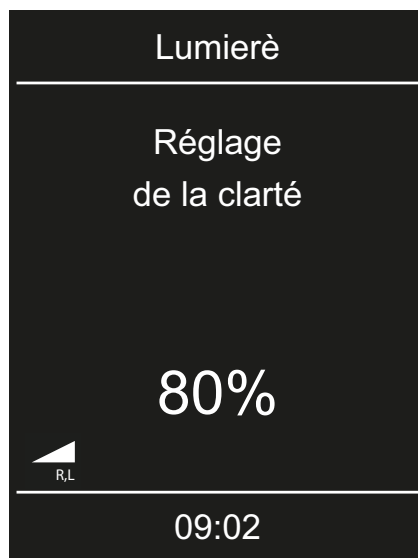 Lumierè
Réglage
de la clarté
80%
R,L
09:02